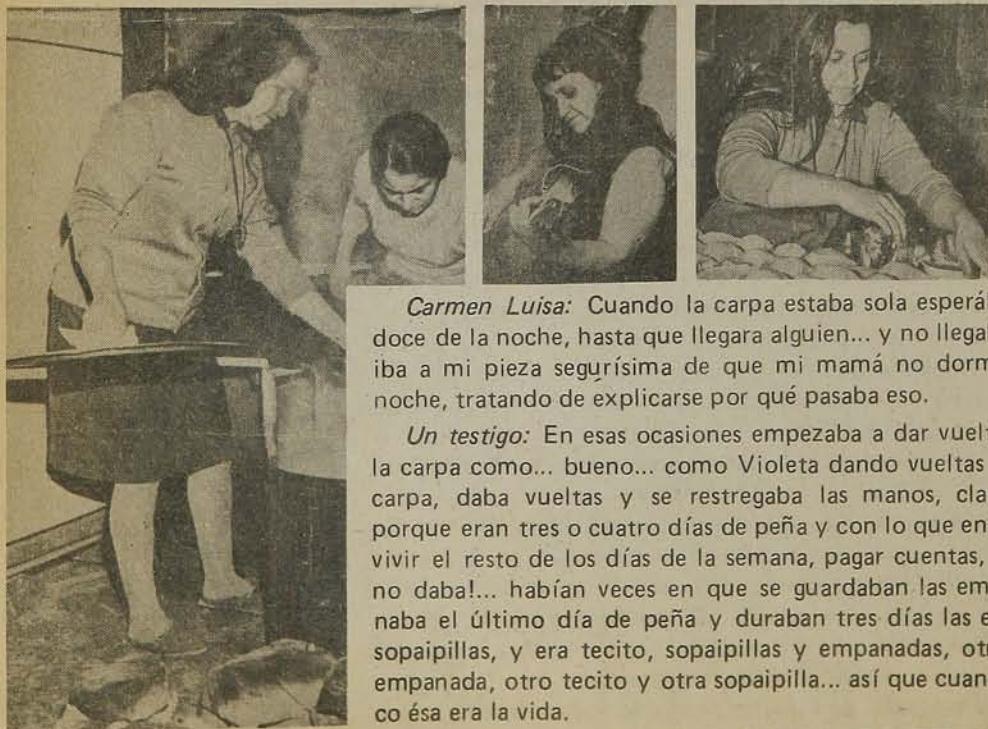 Carmen Luisa: Cuando la carpa estaba sola esperá
doce de la noche, hasta que llegara alguien... y no llega
iba a mi pieza segurísima de que mi mamá no dorm
noche, tratando de explicarse por qué pasaba eso.
Un testigo: En esas ocasiones empezaba a dar vuel
la carpa como... bueno... como Violeta dando vueltas
carpa, daba vueltas y se restregaba las manos, cla
porque eran tres o cuatro días de peña y con lo que en
vivir el resto de los días de la semana, pagar cuentas,
no daba!... habían veces en que se guardaban las em
naba el último día de peña y duraban tres días las e
sopaipillas, y era tecito, sopaipillas y empanadas, ot
empanada, otro tecito y otra sopaipilla... así que cuan
co ésa era la vida.